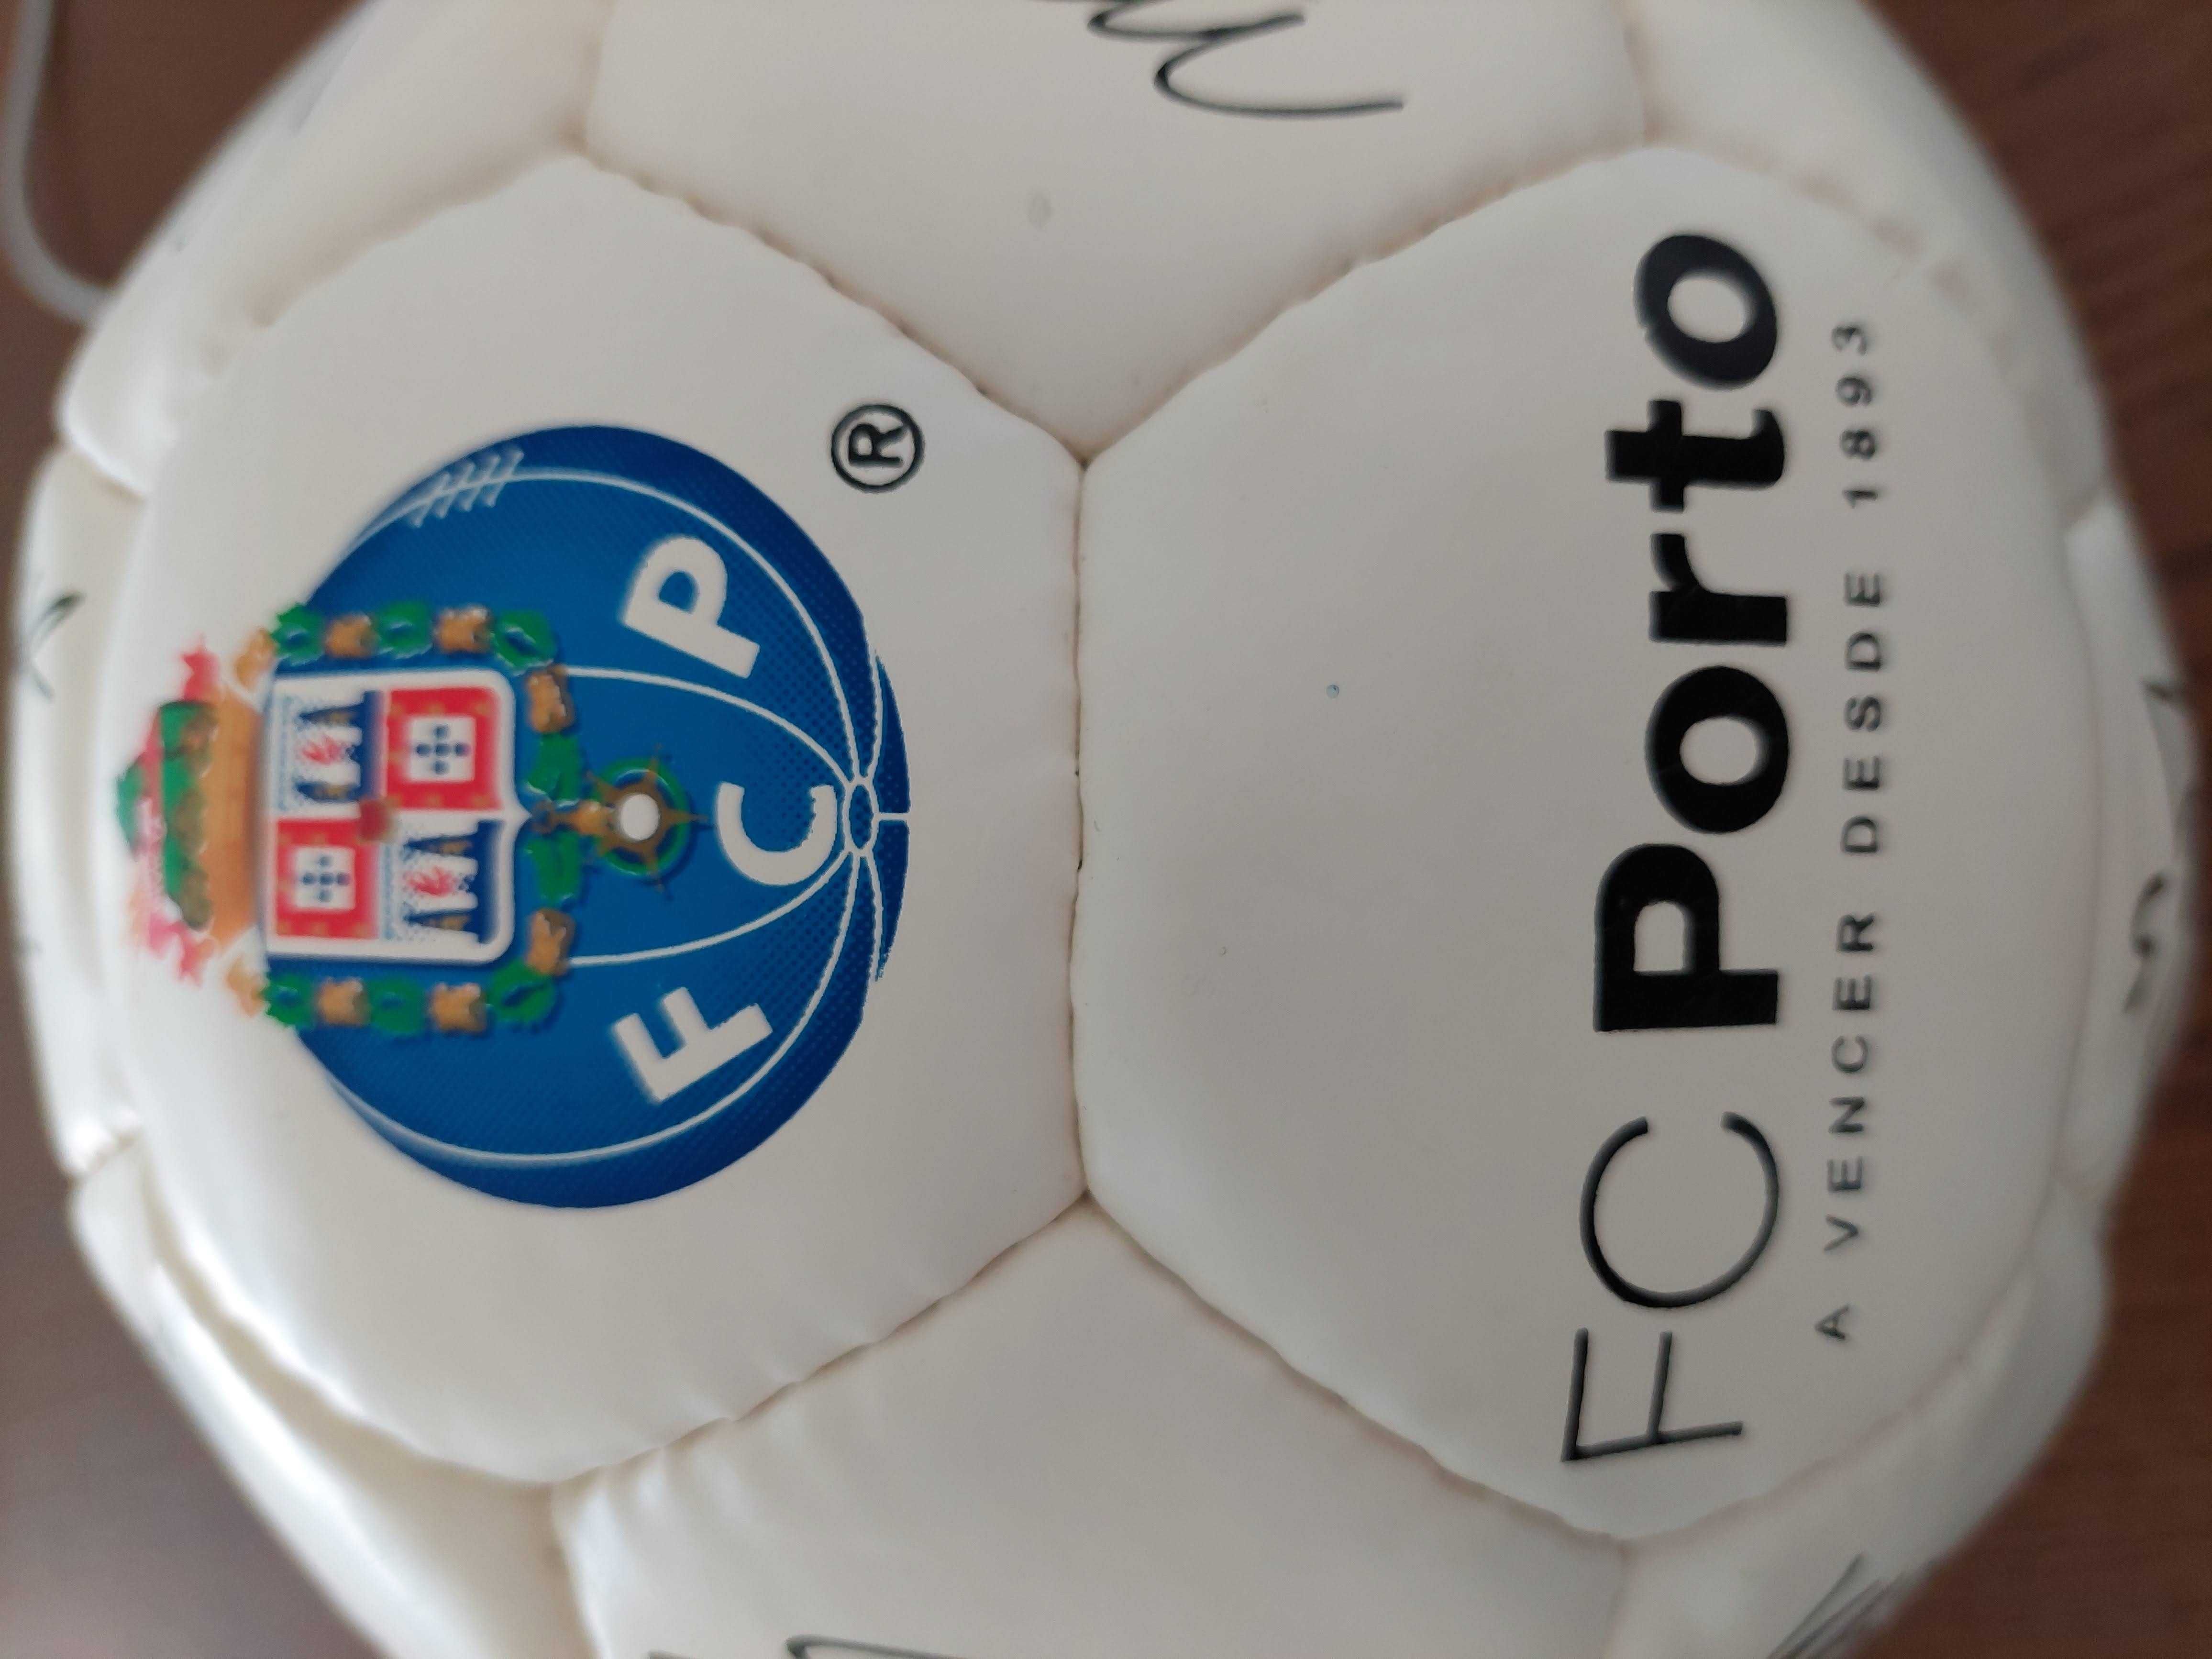 FCP
®
FC Porto
A VENCER DESDE 1893